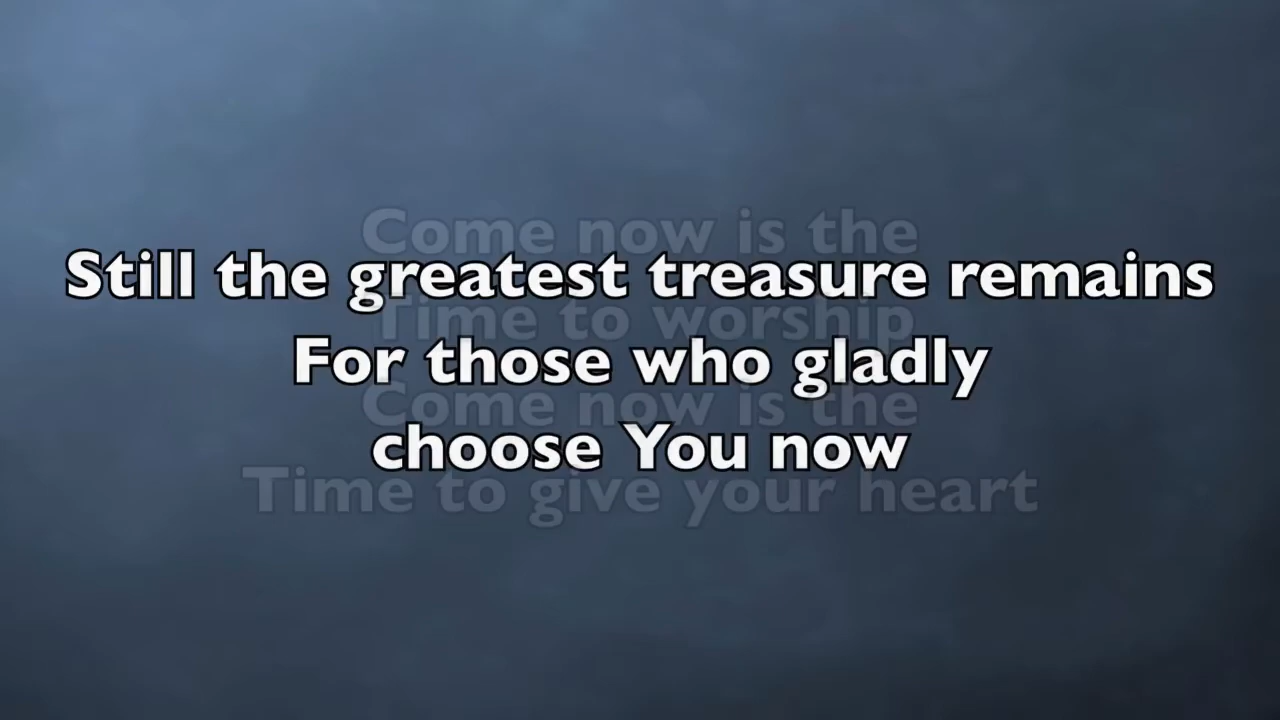 Come now is the
Still the greatest treasure remains
Time to worship
For those who gladly
Come now is the
choose You now
Time to give your heart